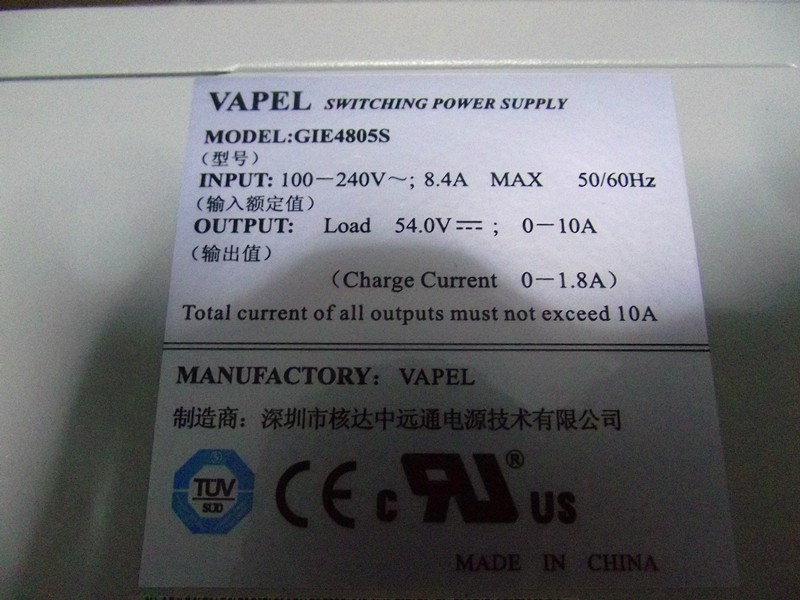 VAPEL SWITCHING POWER SUPPLY
MODEL:GIE4805S
（型号）
INPUT: 100－240V～; 8.4A MAX 50/60Hz
（输入额定值）
OUTPUT: Load 54.0V⎓ ; 0－10A
（输出值）
（Charge Current 0－1.8A）
Total current of all outputs must not exceed 10A
MANUFACTORY: VAPEL
制造商：深圳市核达中远通电源技术有限公司
TÜV
SÜD
CE c RU® US
MADE IN CHINA